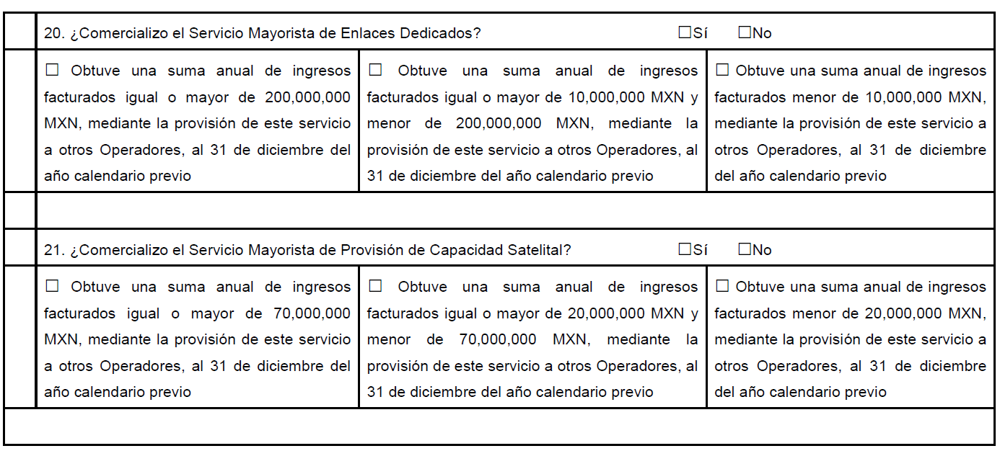 20. ¿Comercializo el Servicio Mayorista de Enlaces Dedicados? ☐Sí ☐No
☐ Obtuve una suma anual de ingresos
facturados igual o mayor de 200,000,000
MXN, mediante la provisión de este servicio
a otros Operadores, al 31 de diciembre del
año calendario previo
☐ Obtuve una suma anual de ingresos
facturados igual o mayor de 10,000,000 MXN y
menor de 200,000,000 MXN, mediante la
provisión de este servicio a otros Operadores, al
31 de diciembre del año calendario previo
☐ Obtuve una suma anual de ingresos
facturados menor de 10,000,000 MXN,
mediante la provisión de este servicio a
otros Operadores, al 31 de diciembre
del año calendario previo
21. ¿Comercializo el Servicio Mayorista de Provisión de Capacidad Satelital? ☐Sí ☐No
☐ Obtuve una suma anual de ingresos
facturados igual o mayor de 70,000,000
MXN, mediante la provisión de este servicio
a otros Operadores, al 31 de diciembre del
año calendario previo
☐ Obtuve una suma anual de ingresos
facturados igual o mayor de 20,000,000 MXN y
menor de 70,000,000 MXN, mediante la
provisión de este servicio a otros Operadores, al
31 de diciembre del año calendario previo
☐ Obtuve una suma anual de ingresos
facturados menor de 20,000,000 MXN,
mediante la provisión de este servicio a
otros Operadores, al 31 de diciembre
del año calendario previo